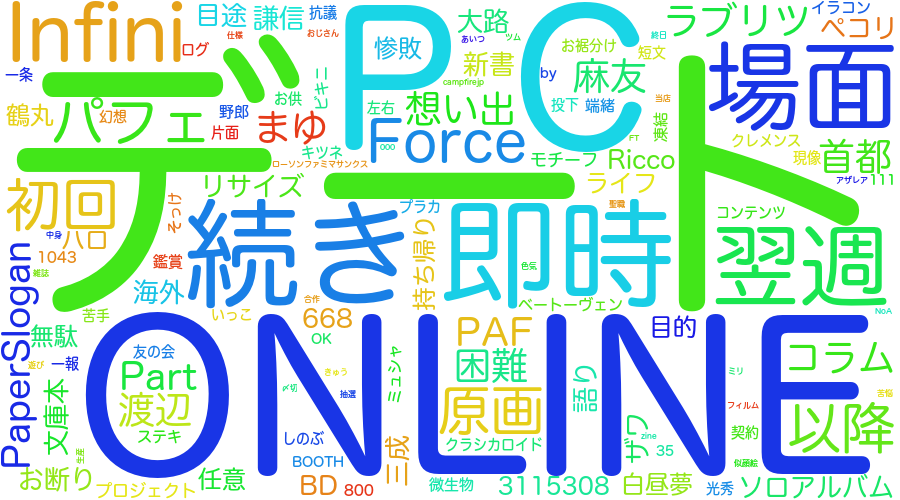 Infini
目途
謙信
抗議
仕様
おじさん
ログ
一条
ピキニ
惨敗
大路
あいつ
ツム
新書
campfirejp
お裾分け
終日
短文
ラブリツ
イラコン
ペコリ
PC
by
麻友
場面
鶴丸
パフェ
幻想
デート
お供
野郎
片面
まゆ
左右
想い出
投下
端緒
当店
凍結
Force
ooo
FT
クレメンス
現像
首都
キツネ
ローソンファミマサンクス
モチーフ
Ricco
アザレア
111
初回
リサイズ
ライフ
そっけ
続き
プラカ
即時
聖職
コンテンツ
翌週
中身
ハロ
1043
鑑賞
持ち帰り
色気
PaperSlogan
雑誌
海外
合作
ベートーヴェン
NoA
苦手
いっこ
668
OK
PAF
目的
無駄
ONLINE
友の会
一報
遊び
Part
きゅう
ミュシャ
困難
語り
ミリ
コラム
文庫本
渡辺
〆切
抽選
原画
フィルム
苦悩
以降
ステキ
しのぶ
三成
クラシカロイド
ザワ
zine
35
契約
生産
BOOTH
似顔絵
お断り
任意
プロジェクト
BD
800
微生物
3115308
白昼夢
光秀
ソロアルバム